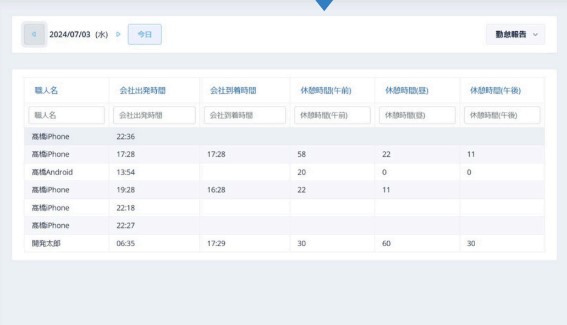 2024/07/03 (水) 今日 勤怠報告
職人名 会社出発時間 会社到着時間 休憩時間(午前) 休憩時間(昼) 休憩時間(午後)
職人名 会社出発時間 会社到着時間 休憩時間(午前) 休憩時間(昼) 休憩時間(午後)
髙橋iPhone 22:36
髙橋iPhone 17:28 17:28 58 22 11
髙橋Android 13:54 20 0 0
髙橋iPhone 19:28 16:28 22 11
髙橋iPhone 22:18
髙橋iPhone 22:27
開発太郎 06:35 17:29 30 60 30